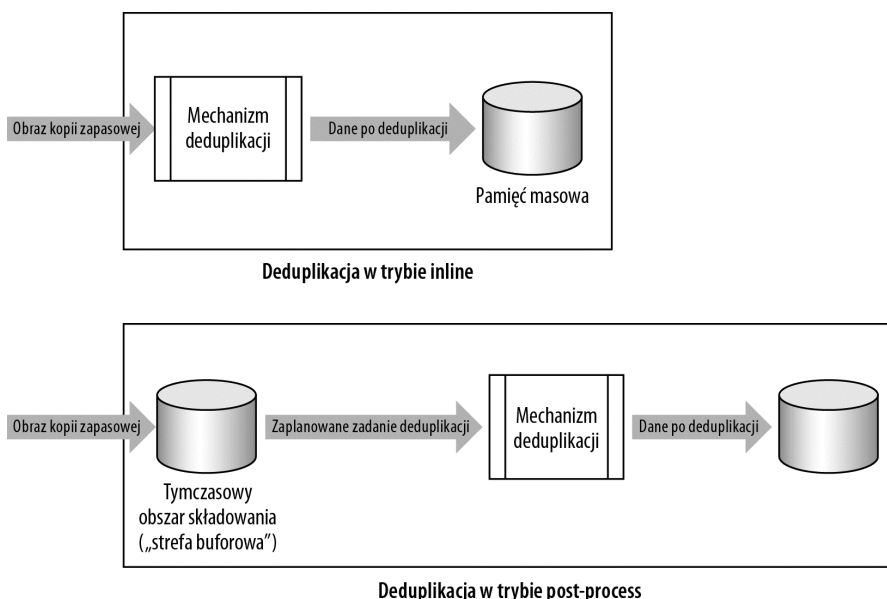 Obraz kopii zapasowej
Mechanizm
deduplikacji
Dane po deduplikacji
Pamięć masowa
Deduplikacja w trybie inline
Obraz kopii zapasowej
Tymczasowy
obszar składowania
(„strefa buforowa”)
Zaplanowane zadanie deduplikacji
Mechanizm
deduplikacji
Dane po deduplikacji
Deduplikacja w trybie post-process